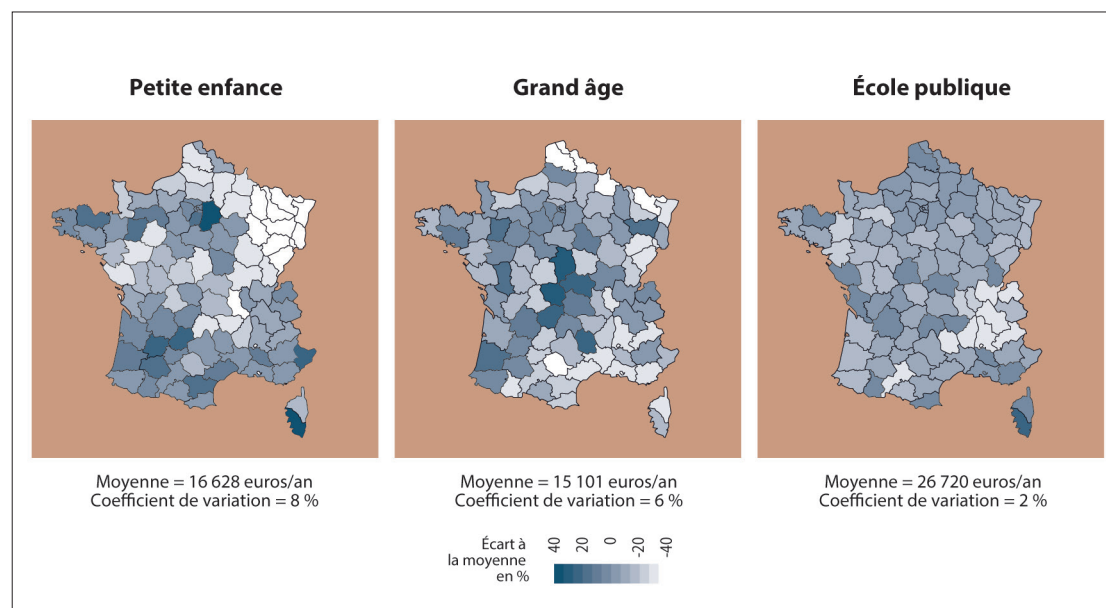 Petite enfance
Grand âge
École publique
Moyenne = 16 628 euros/an
Coefficient de variation = 8 %
Moyenne = 15 101 euros/an
Coefficient de variation = 6 %
Moyenne = 26 720 euros/an
Coefficient de variation = 2 %
Écart à
la moyenne
en %
40
20
0
-20
-40